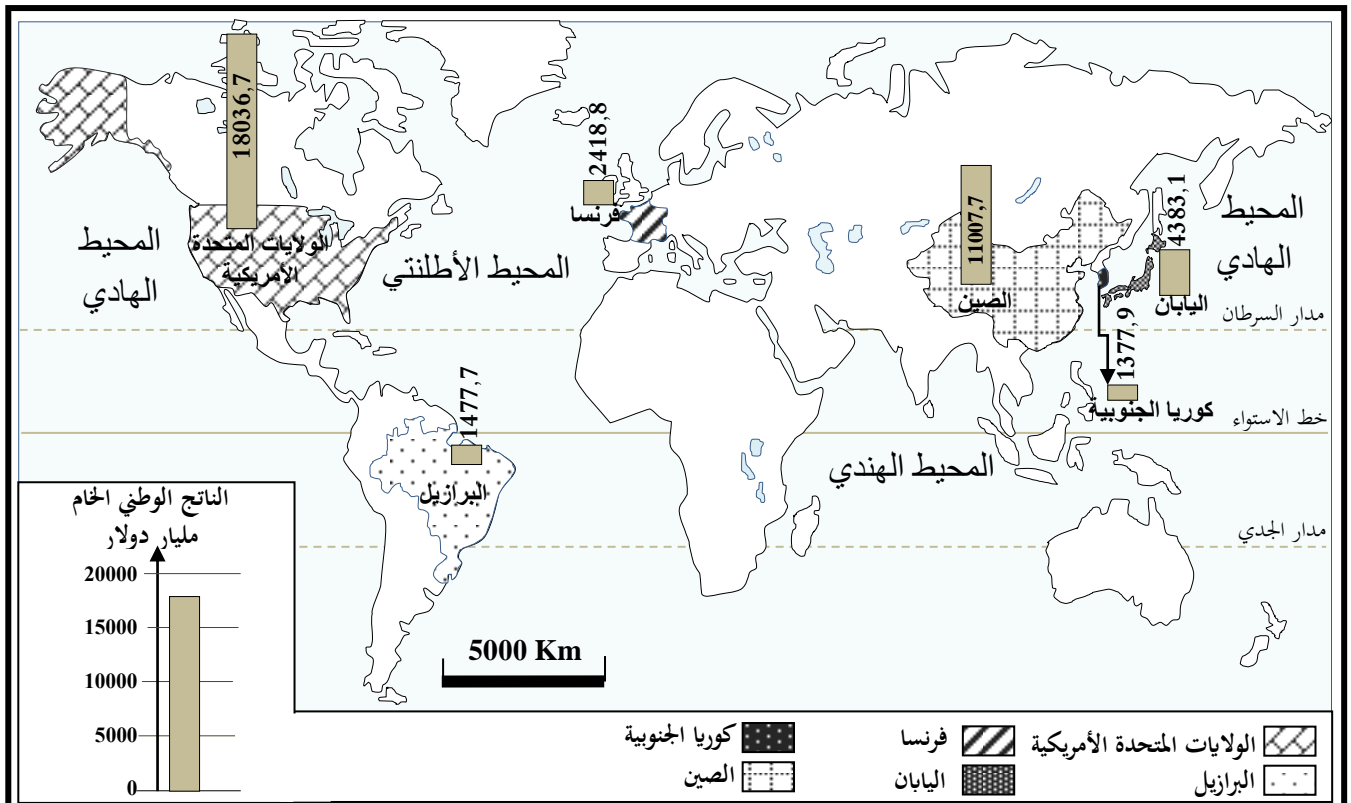 18036,7
2418,8
11007,7
4383,1
1377,9
1477,7
المحيط
الهادي
الولايات المتحدة
الأمريكية
المحيط الأطلنتي
فرنسا
الصين
اليابان
المحيط
الهادي
مدار السرطان
كوريا الجنوبية
خط الاستواء
المحيط الهندي
البرازيل
مدار الجدي
الناتج الوطني الخام
مليار دولار
20000
15000
10000
5000
0
5000 Km
الولايات المتحدة الأمريكية
فرنسا
كوريا الجنوبية
البرازيل
اليابان
الصين